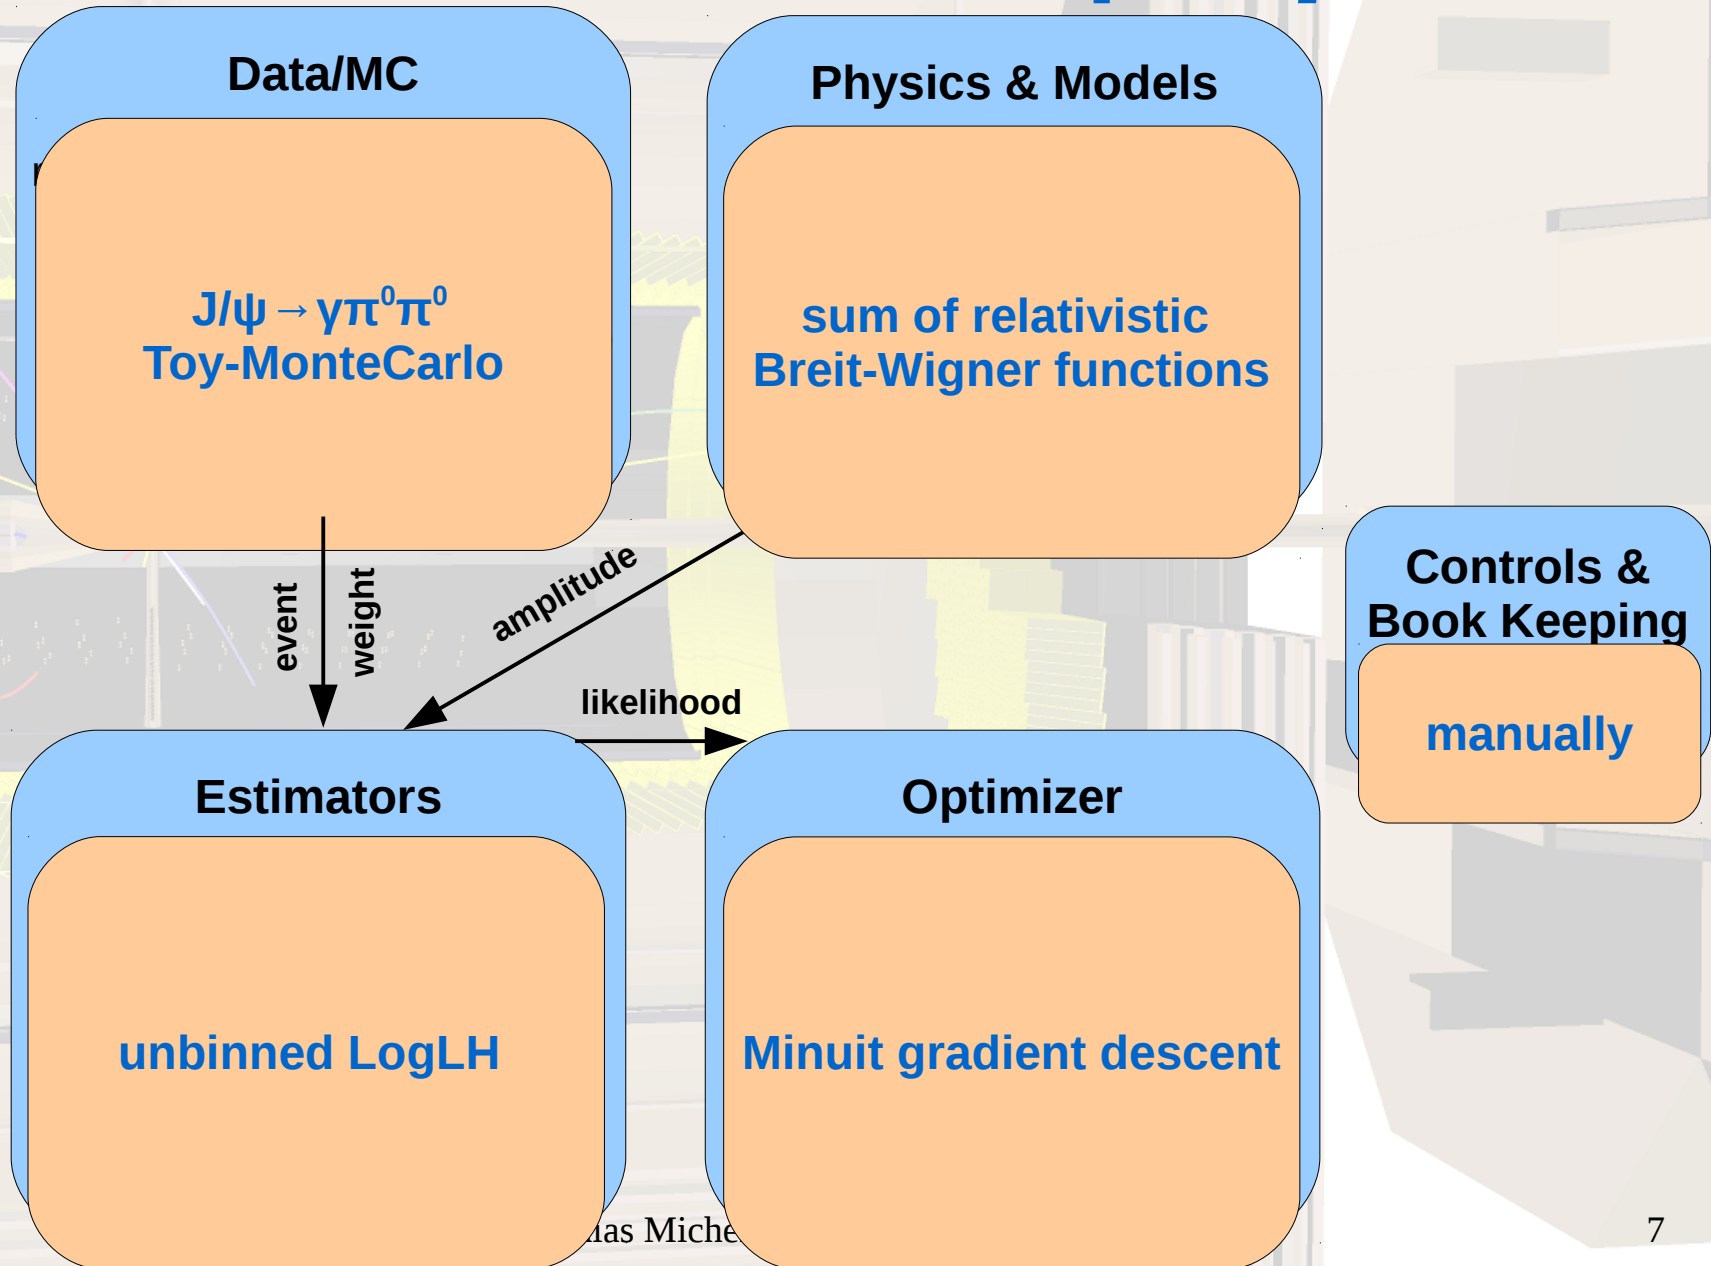 Data/MC
J/ψ→γπ⁰π⁰
Toy-MonteCarlo
Physics & Models
sum of relativistic
Breit-Wigner functions
event
weight
amplitude
likelihood
Controls &
Book Keeping
manually
Estimators
unbinned LogLH
Optimizer
Minuit gradient descent
7